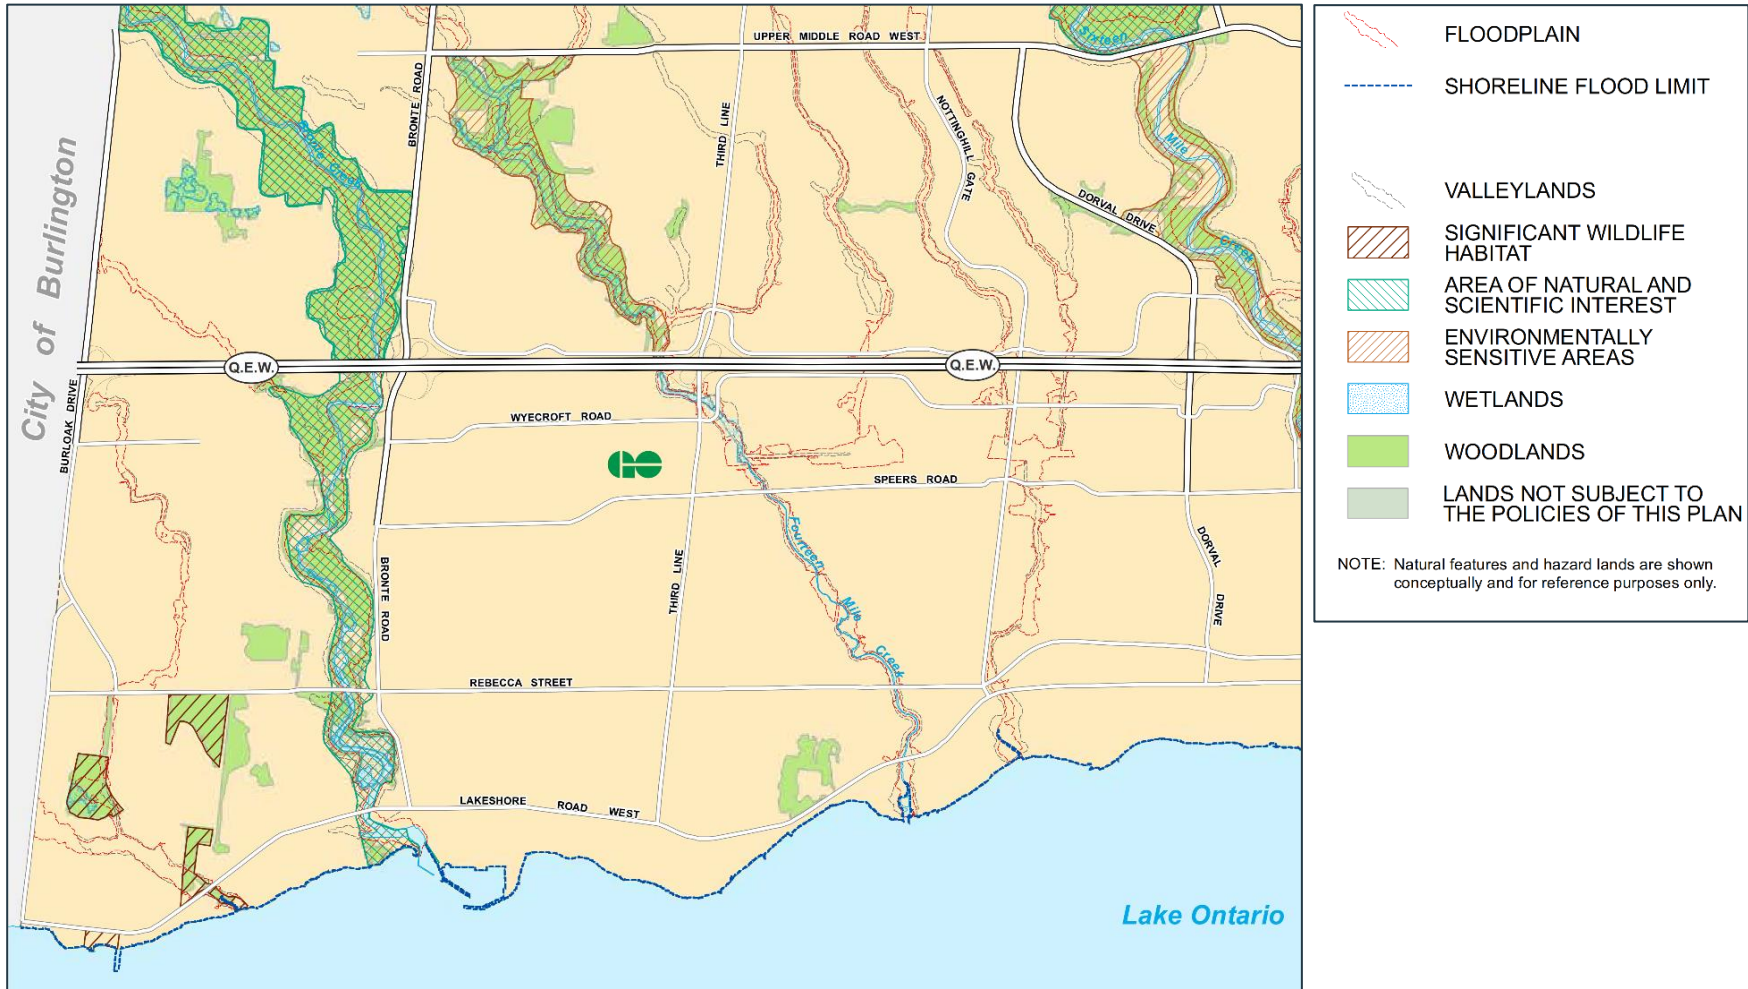 UPPER MIDDLE ROAD WEST
Sixteen
Mile
Creek
BRONTE ROAD
THIRD LINE
NOTTINGHILL GATE
DORVAL DRIVE
Bronte Creek
City of Burlington
Q.E.W.
Q.E.W.
BURLOAK DRIVE
WYECROFT ROAD
SPEERS ROAD
Fourteen
Mile
Creek
DORVAL DRIVE
BRONTE ROAD
THIRD LINE
REBECCA STREET
LAKESHORE ROAD WEST
Lake Ontario
FLOODPLAIN
SHORELINE FLOOD LIMIT
VALLEYLANDS
SIGNIFICANT WILDLIFE
HABITAT
AREA OF NATURAL AND
SCIENTIFIC INTEREST
ENVIRONMENTALLY
SENSITIVE AREAS
WETLANDS
WOODLANDS
LANDS NOT SUBJECT TO
THE POLICIES OF THIS PLAN
NOTE: Natural features and hazard lands are shown
conceptually and for reference purposes only.